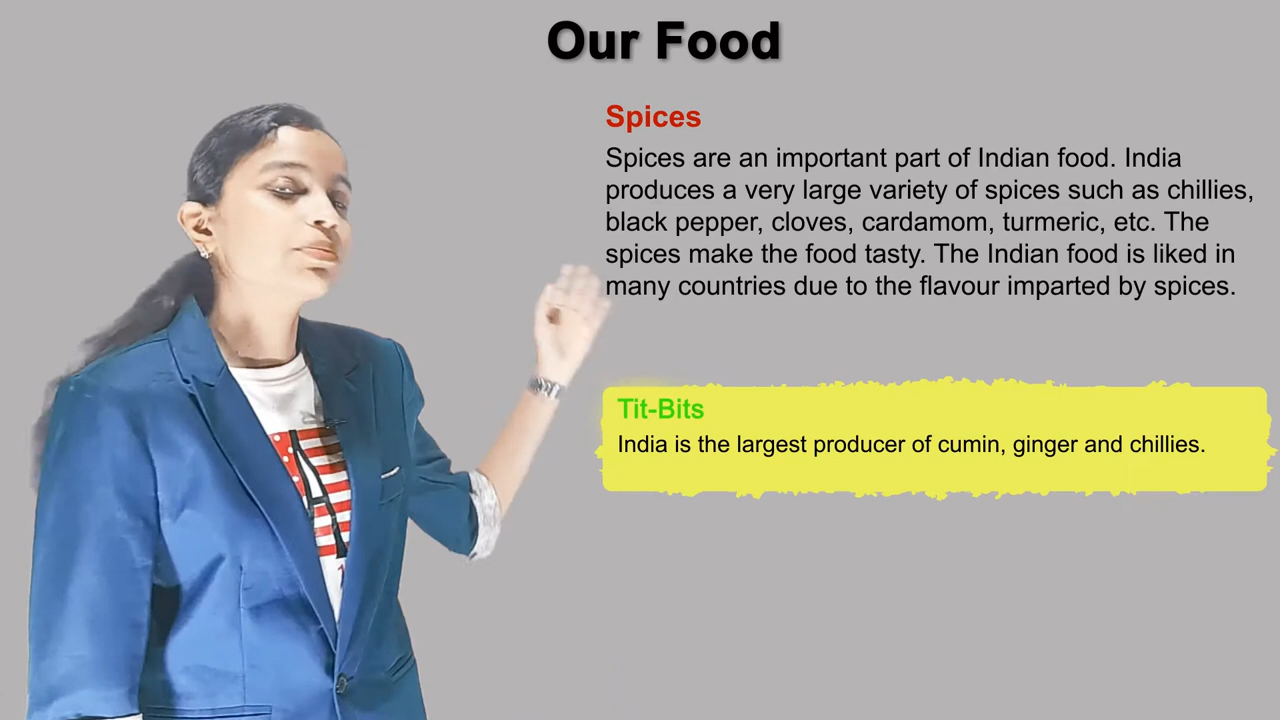 Our Food
Spices
Spices are an important part of Indian food. India
produces a very large variety of spices such as chillies,
black pepper, cloves, cardamom, turmeric, etc. The
spices make the food tasty. The Indian food is liked in
many countries due to the flavour imparted by spices.
Tit-Bits
India is the largest producer of cumin, ginger and chillies.